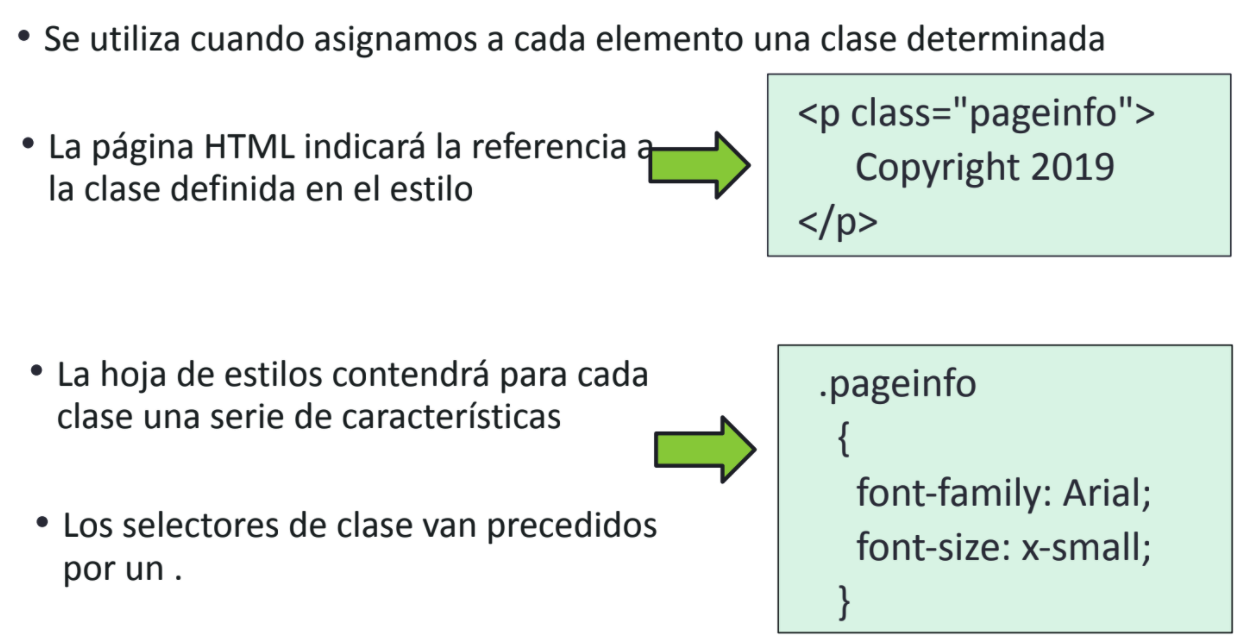 • Se utiliza cuando asignamos a cada elemento una clase determinada
• La página HTML indicará la referencia a
la clase definida en el estilo
<p class="pageinfo">
Copyright 2019
</p>
• La hoja de estilos contendrá para cada
clase una serie de características
• Los selectores de clase van precedidos
por un .
.pageinfo
{
font-family: Arial;
font-size: x-small;
}